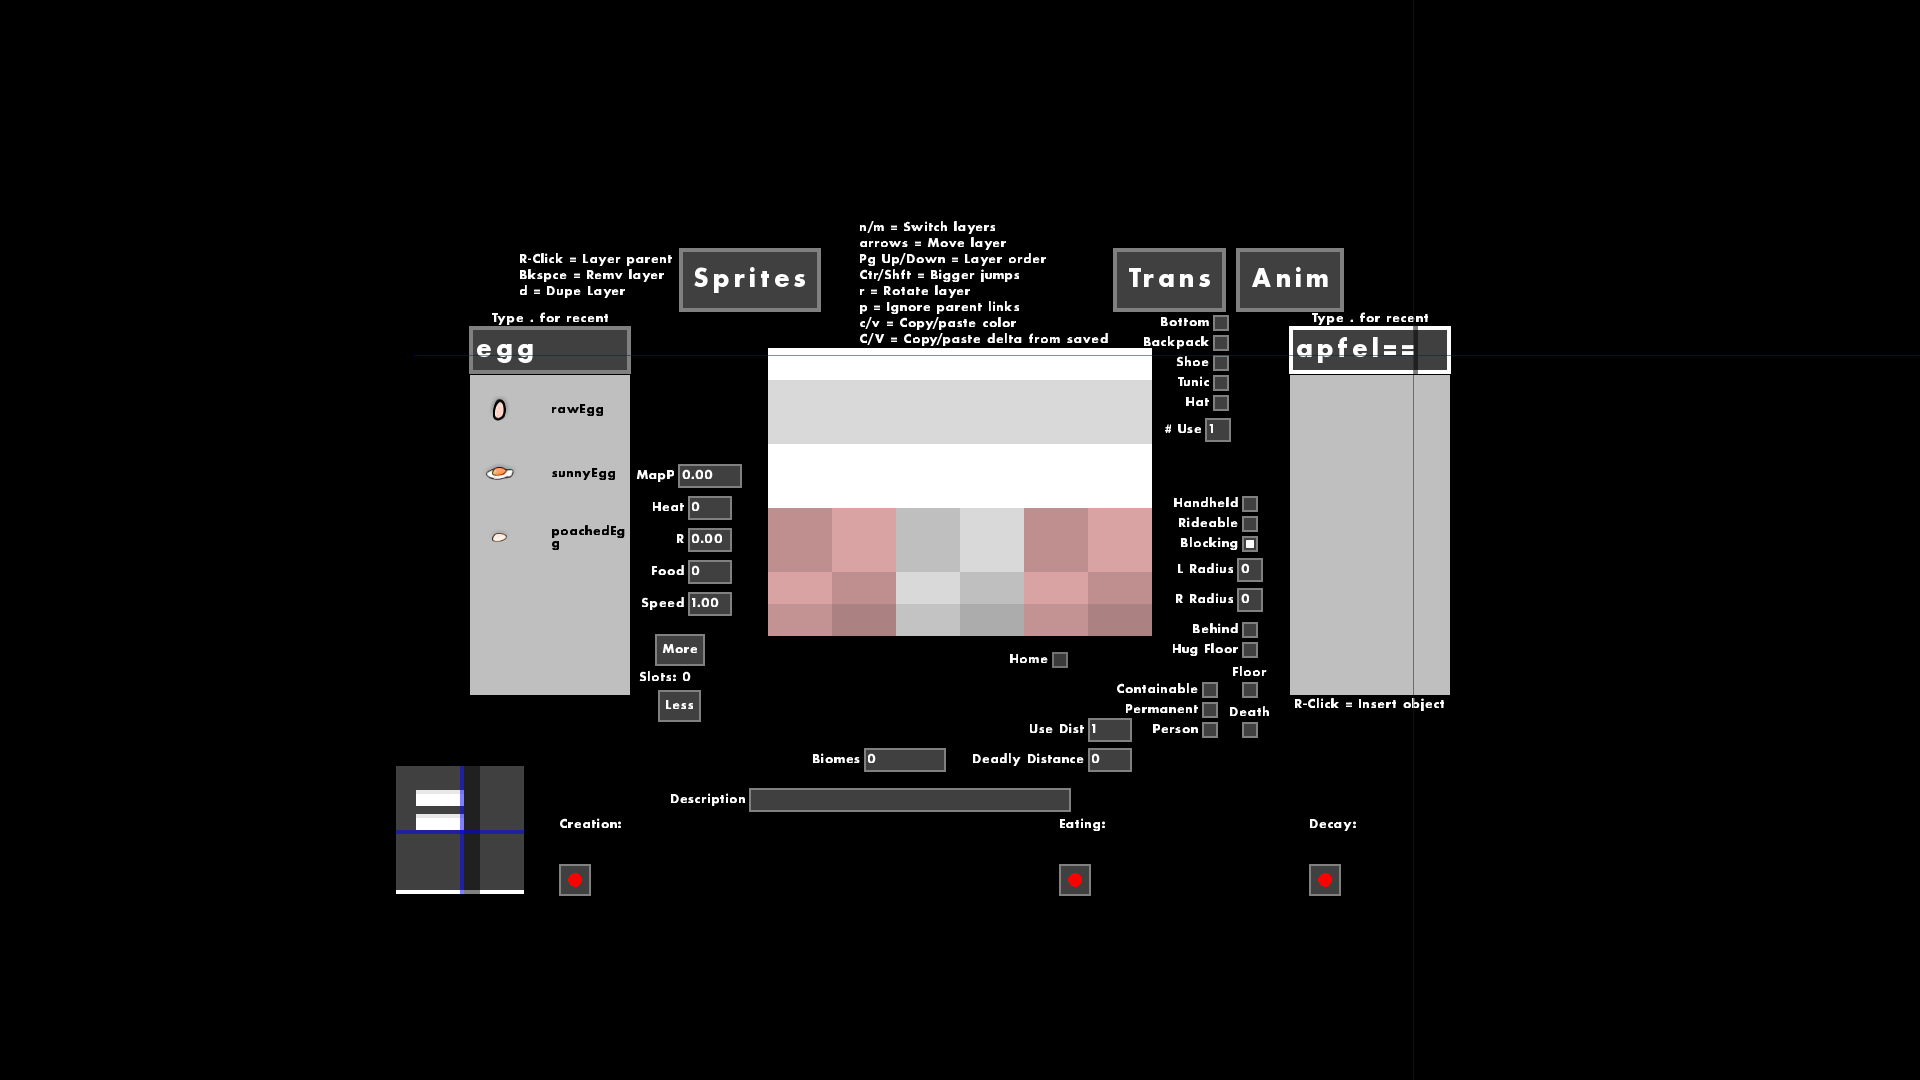 n/m = Switch layers
arrows = Move layer
Pg Up/Down = Layer order
Ctr/Shft = Bigger jumps
r = Rotate layer
p = Ignore parent links
c/v = Copy/paste color
C/V = Copy/paste delta from saved
R-Click = Layer parent
Bkspce = Remv layer
d = Dupe Layer
Sprites
Trans
Anim
Type . for recent
egg
rawEgg
sunnyEgg
poachedEg
g
MapP 0.00
Heat 0
R 0.00
Food 0
Speed 1.00
More
Slots: 0
Less
Bottom
Backpack
Shoe
Tunic
Hat
# Use 1
Handheld
Rideable
Blocking
L Radius 0
R Radius 0
Behind
Hug Floor
Floor
Home
Containable
Permanent
Death
Use Dist 1
Person
Biomes 0
Deadly Distance 0
Description
Type . for recent
apfel==
R-Click = Insert object
Creation:
Eating:
Decay: